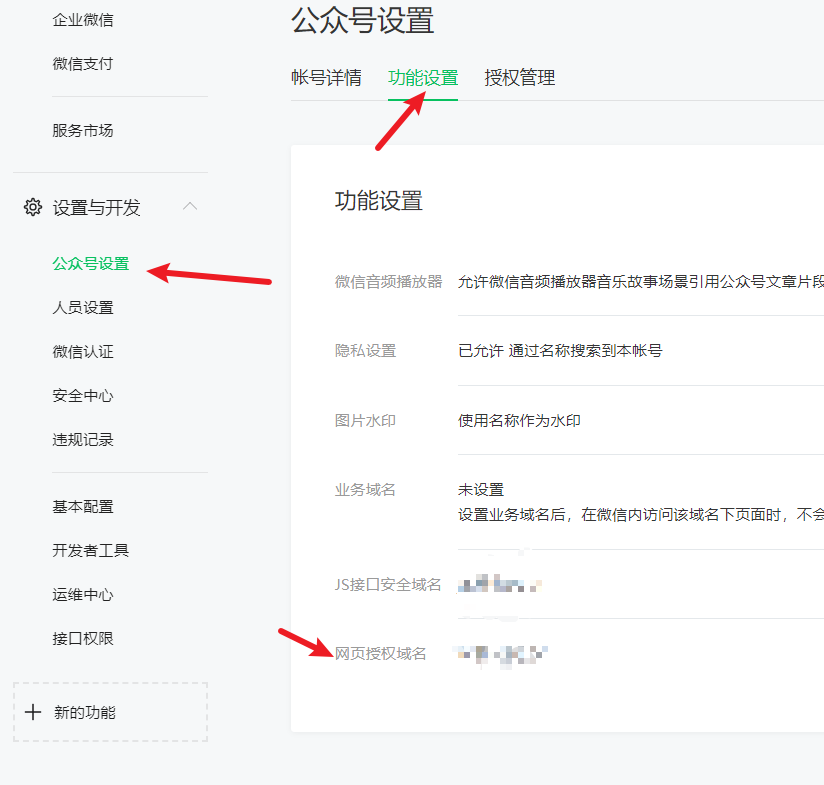 企业微信
微信支付
服务市场
设置与开发
公众号设置
人员设置
微信认证
安全中心
违规记录
基本配置
开发者工具
运维中心
接口权限
新的功能
公众号设置
帐号详情 功能设置 授权管理
功能设置
微信音频播放器 允许微信音频播放器音乐故事场景引用公众号文章片段
隐私设置 已允许 通过名称搜索到本帐号
图片水印 使用名称作为水印
业务域名 未设置
设置业务域名后，在微信内访问该域名下页面时，不会
JS接口安全域名
网页授权域名